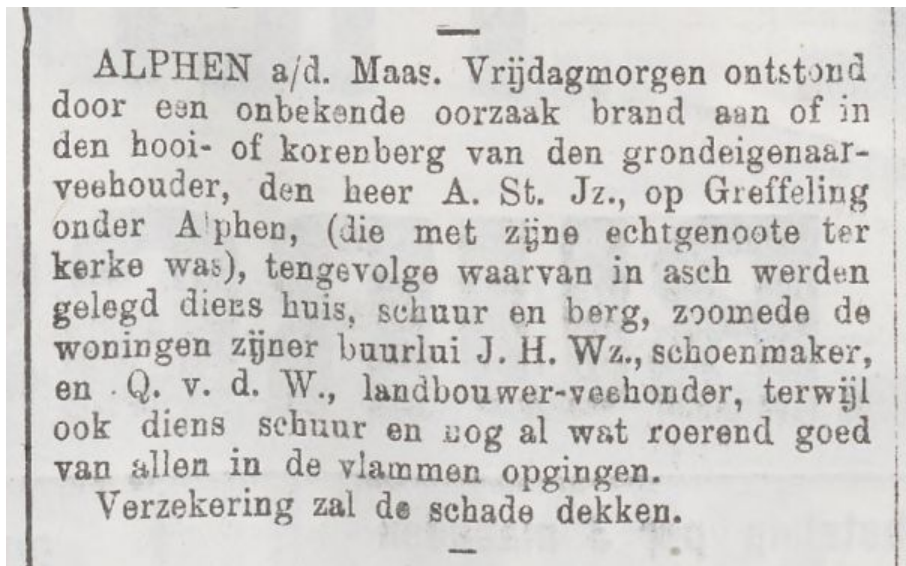 ALPHEN a/d. Maas. Vrijdagmorgen ontstond
door een onbekende oorzaak brand aan of in
den hooi- of korenberg van den grondeigenaar-
veehouder, den heer A. St. Jz., op Greffeling
onder Alphen, (die met zijne echtgenoote ter
kerke was), tengevolge waarvan in asch werden
gelegd diens huis, schuur en berg, zoomede de
woningen zijner buurlui J. H. Wz., schoenmaker,
en Q. v. d. W., landbouwer-veehonder, terwijl
ook diens schuur en nog al wat roerend goed
van allen in de vlammen opgingen.
Verzekering zal de schade dekken.